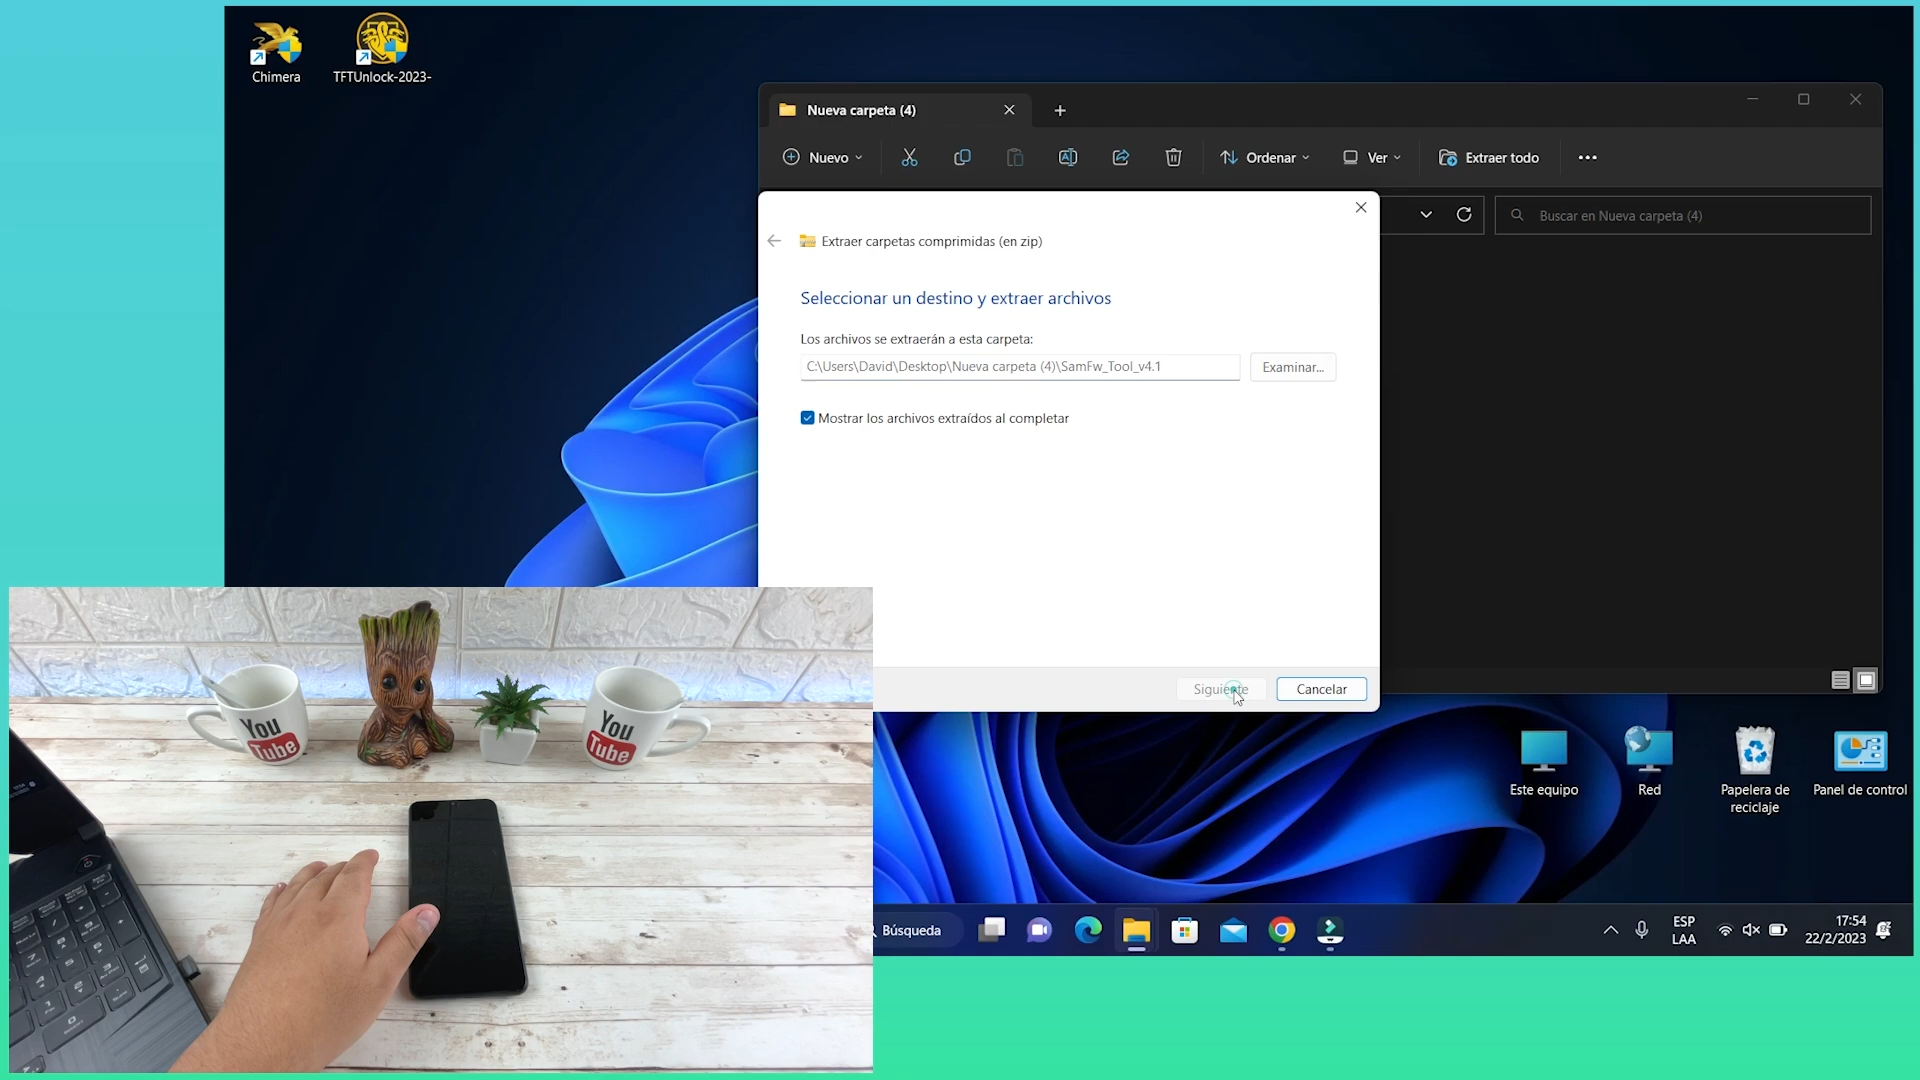 Chimera
TFTUnlock-2023-
Nueva carpeta (4)
Nuevo
Ordenar
Ver
Extraer todo
Buscar en Nueva carpeta (4)
Extraer carpetas comprimidas (en zip)
Seleccionar un destino y extraer archivos
Los archivos se extraerán a esta carpeta:
C:\Users\David\Desktop\Nueva carpeta (4)\SamFw_Tool_v4.1
Examinar...
Mostrar los archivos extraídos al completar
Siguiente
Cancelar
You
Tube
You
Tube
Este equipo
Red
Papelera de
reciclaje
Panel de control
Búsqueda
ESP
LAA
17:54
22/2/2023